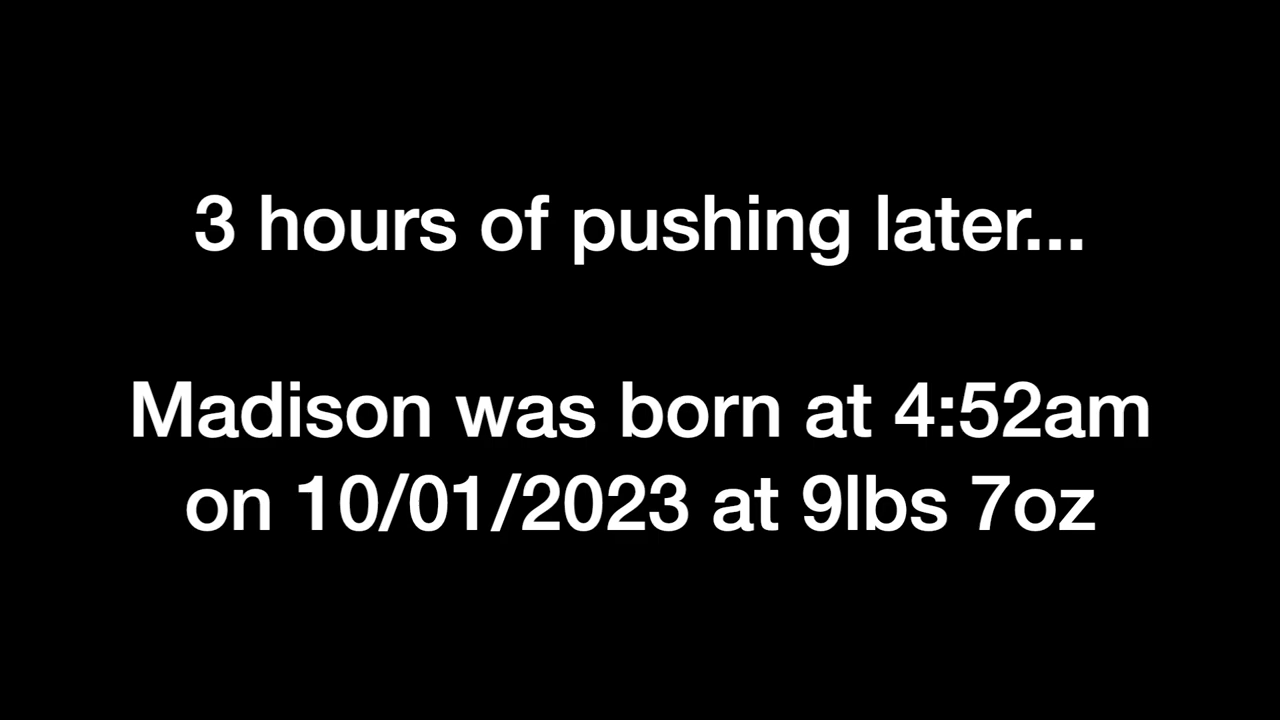 3 hours of pushing later...
Madison was born at 4:52am
on 10/01/2023 at 9lbs 7oz